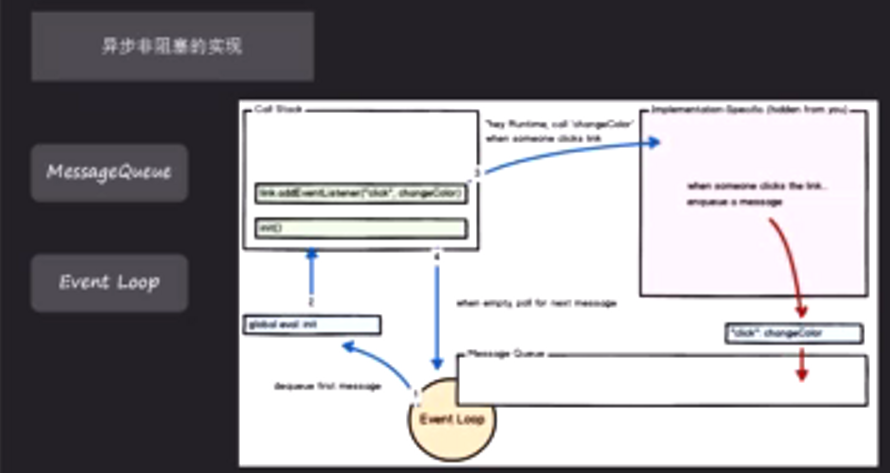 异步非阻塞的实现
MessageQueue
Event Loop
Call Stack
link.addEventListener("click", changeColor)
init()
"hey Runtime, call 'changeColor'
when someone clicks link
3
Implementation-Specific (hidden from you)
when someone clicks the link...
enqueue a message
4
2
when empty, poll for next message
global eval: init
"click": changeColor
Message Queue
dequeue first message
1
Event Loop